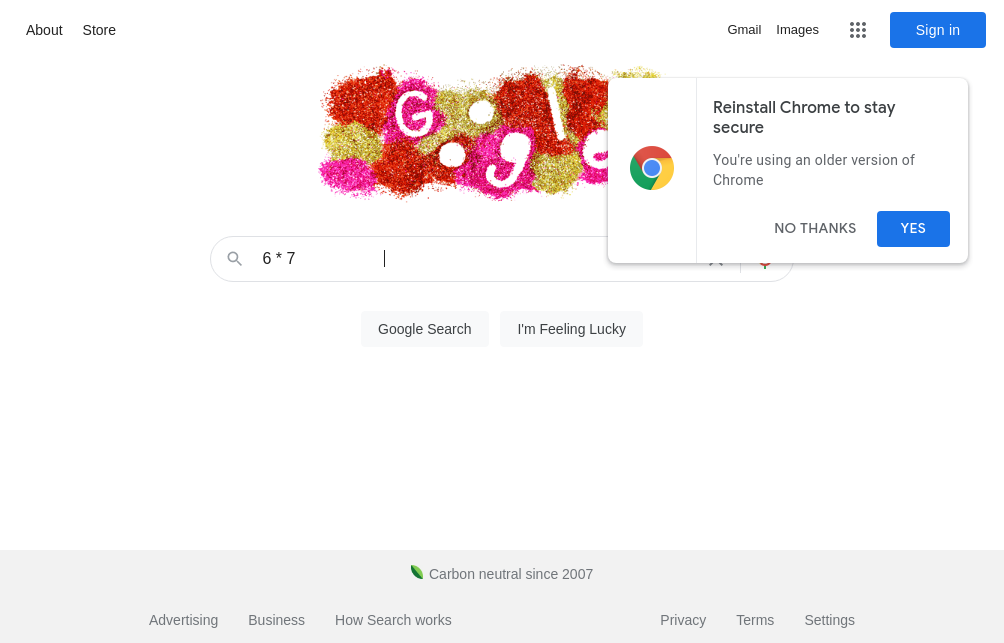 About Store Gmail Images Sign in
Gogle
Reinstall Chrome to stay
secure
You're using an older version of
Chrome
NO THANKS YES
6 * 7
Google Search I'm Feeling Lucky
Carbon neutral since 2007
Advertising Business How Search works Privacy Terms Settings